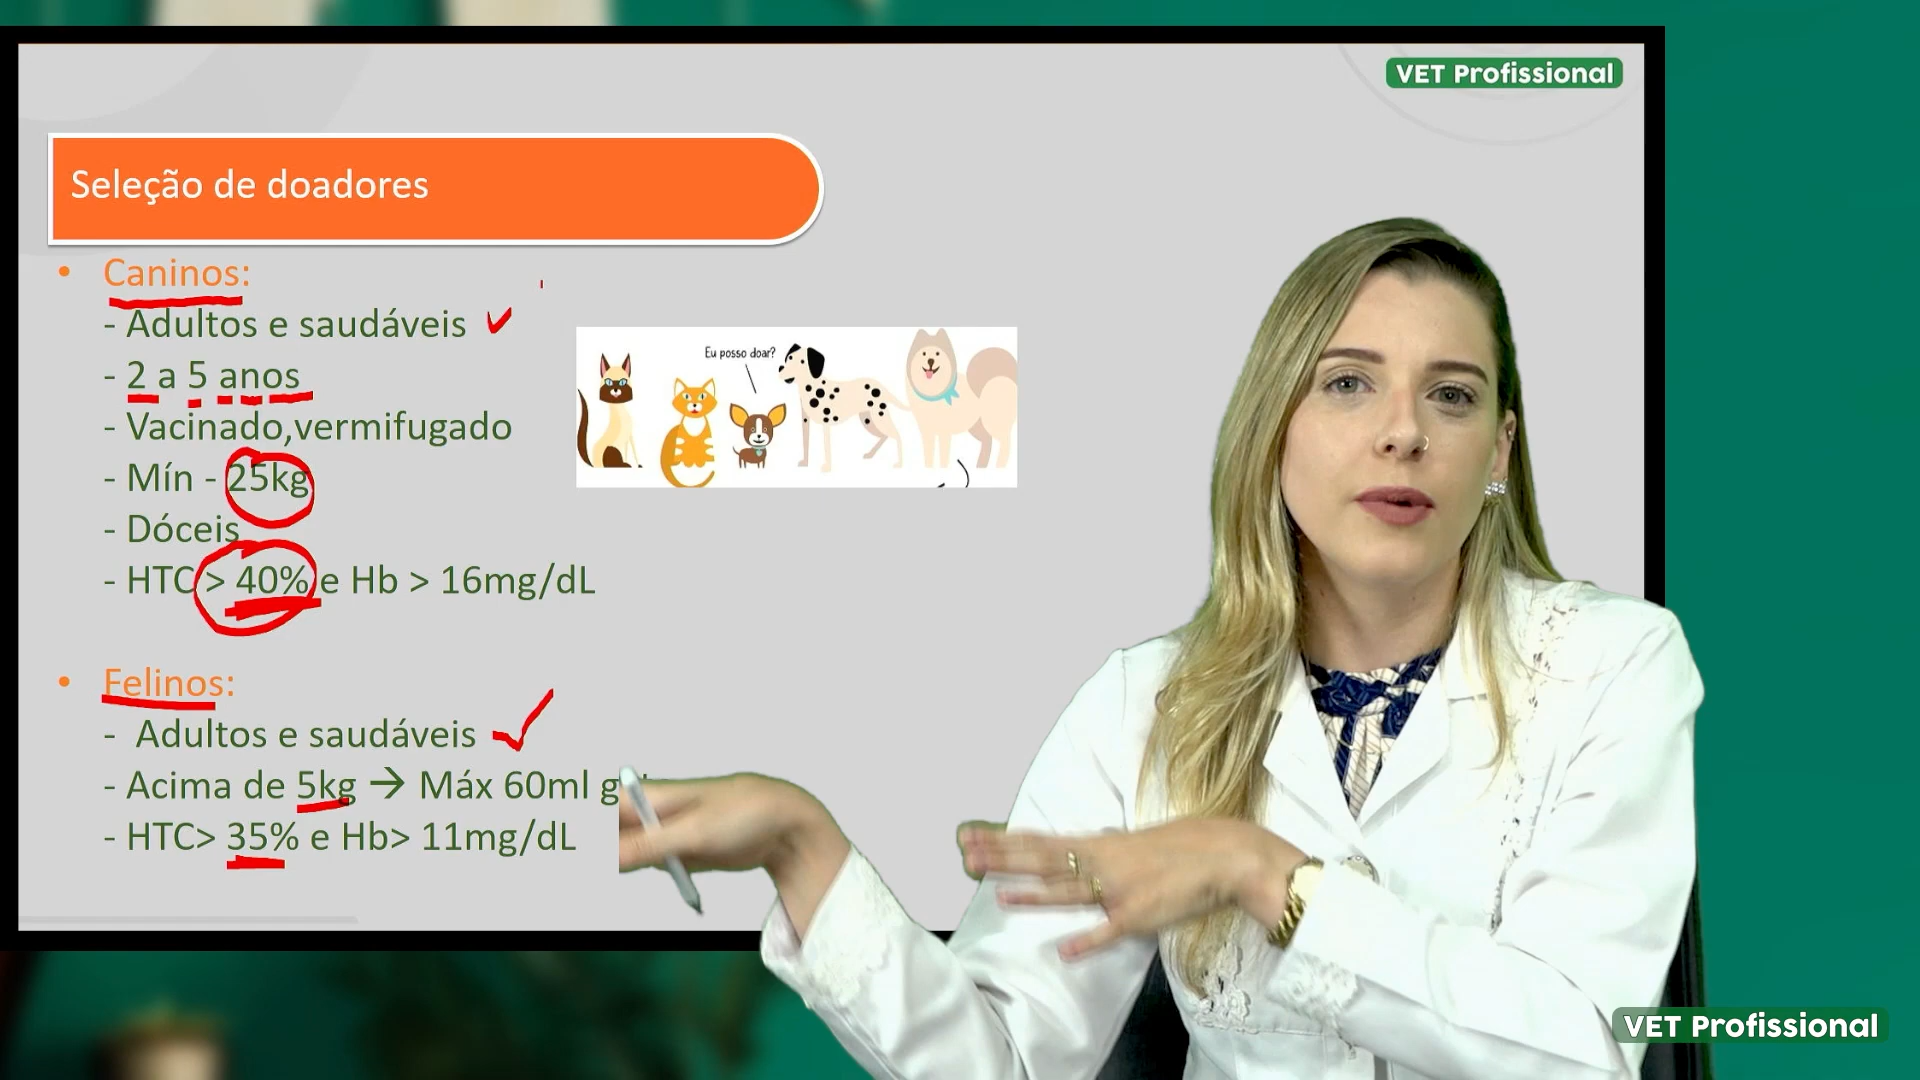 VET Profissional
Seleção de doadores
• Caninos:
- Adultos e saudáveis
- 2 a 5 anos
- Vacinado,vermifugado
- Mín - 25kg
- Dóceis
- HTC > 40% e Hb > 16mg/dL
Eu posso doar?
• Felinos:
- Adultos e saudáveis
- Acima de 5kg → Máx 60ml
- HTC> 35% e Hb> 11mg/dL
VET Profissional